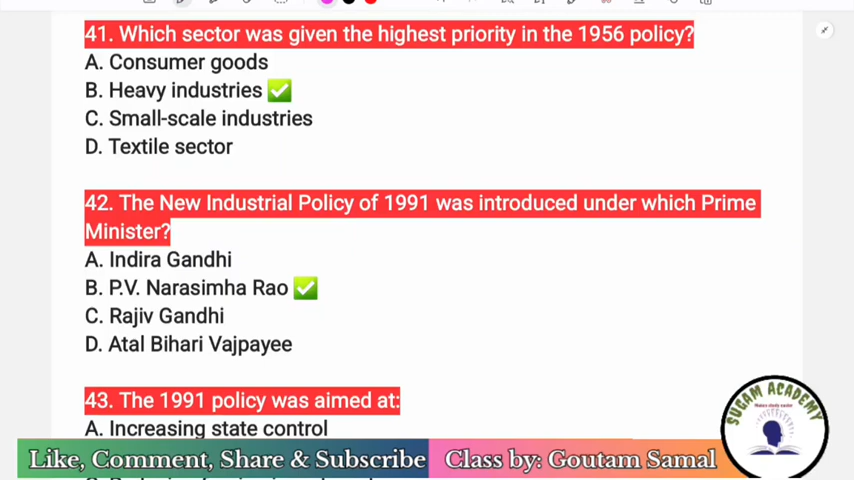 41. Which sector was given the highest priority in the 1956 policy?
A. Consumer goods
B. Heavy industries ✅
C. Small-scale industries
D. Textile sector
42. The New Industrial Policy of 1991 was introduced under which Prime
Minister?
A. Indira Gandhi
B. P.V. Narasimha Rao ✅
C. Rajiv Gandhi
D. Atal Bihari Vajpayee
43. The 1991 policy was aimed at:
A. Increasing state control
Like, Comment, Share & Subscribe
Class by: Goutam Samal
SUGAM ACADEMY